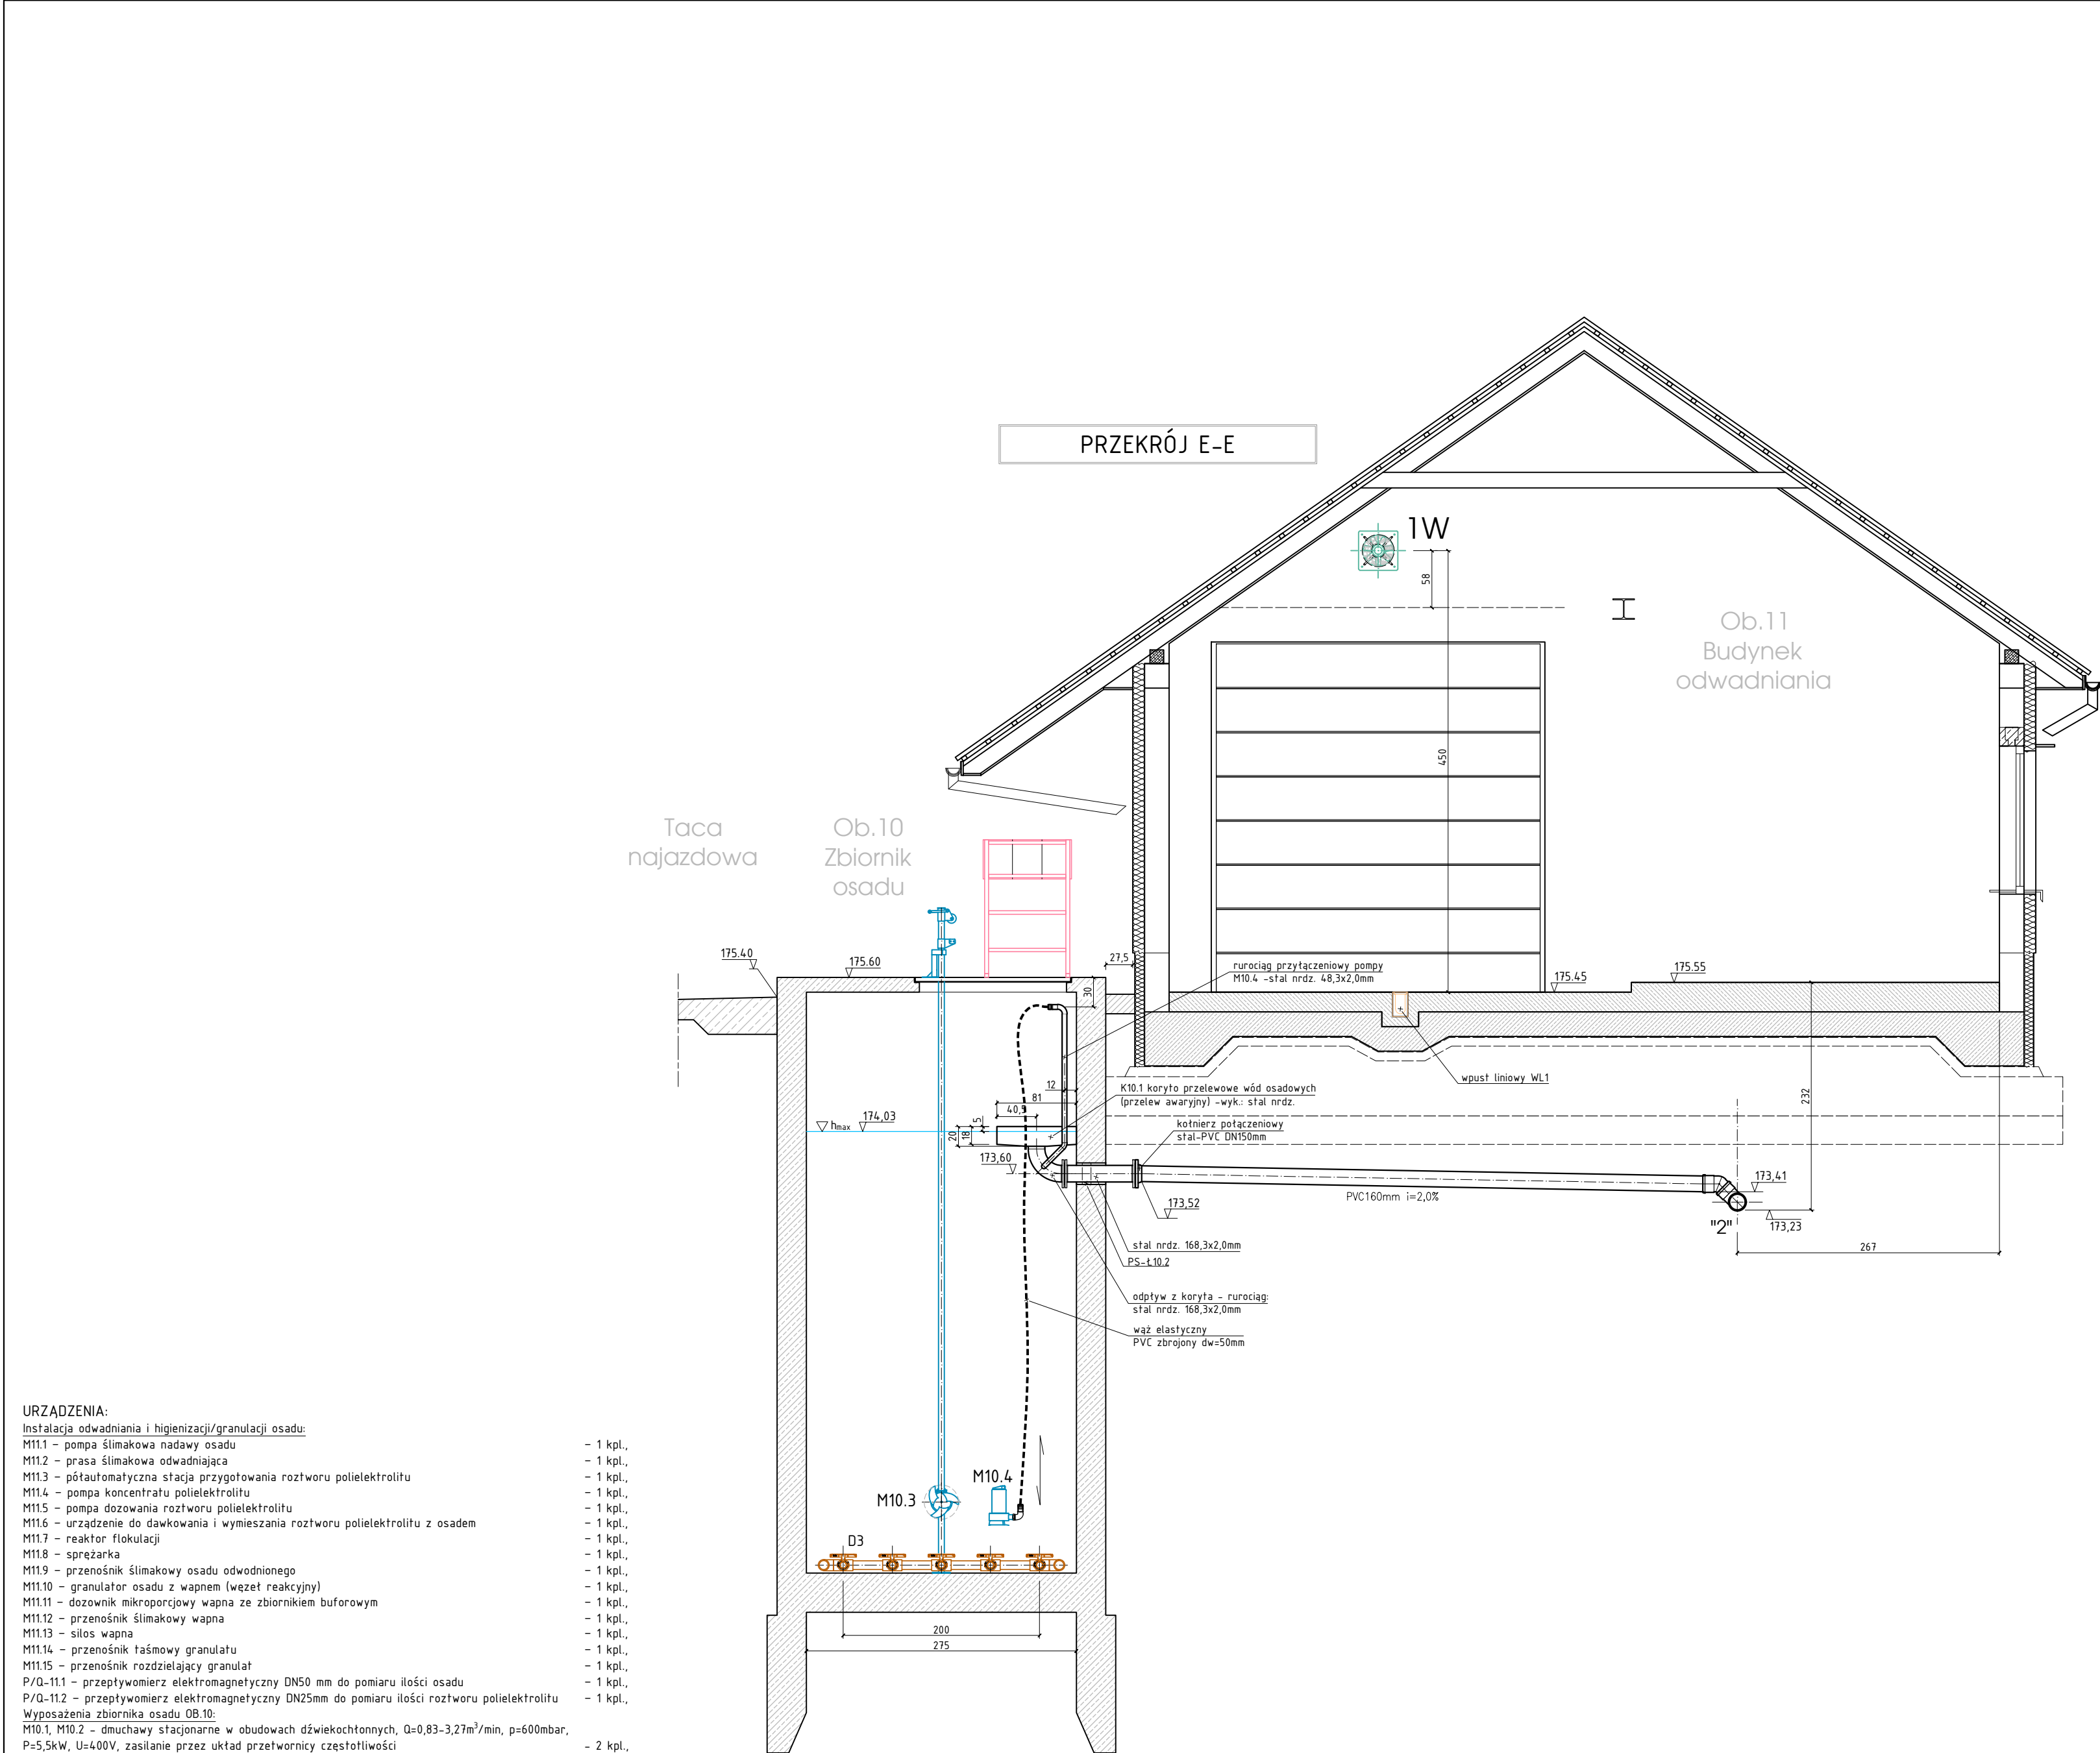 PRZEKRÓJ E-E
1W
58
Ob.11
Budynek
odwadniania
450
Taca
najazdowa
Ob.10
Zbiornik
osadu
175.40
175.60
27,5
30
rurociąg przyłączeniowy pompy
M10.4 -stal nrdz. 48,3x2,0mm
175.45
175.55
wpust liniowy WL1
12
81
40,5
5
20
18
hmax
174,03
K10.1 koryto przelewowe wód osadowych
(przelew awaryjny) -wyk.: stal nrdz.
232
kołnierz połączeniowy
stal-PVC DN150mm
173,60
173,52
PVC160mm i=2,0%
173,41
"2"
173,23
267
stal nrdz. 168,3x2,0mm
PS-Ł10.2
odpływ z koryta - rurociąg:
stal nrdz. 168,3x2,0mm
wąż elastyczny
PVC zbrojony dw=50mm
M10.4
M10.3
D3
200
275
URZĄDZENIA:
Instalacja odwadniania i higienizacji/granulacji osadu:
M11.1 - pompa ślimakowa nadawy osadu - 1 kpl.,
M11.2 - prasa ślimakowa odwadniająca - 1 kpl.,
M11.3 - półautomatyczna stacja przygotowania roztworu polielektrolitu - 1 kpl.,
M11.4 - pompa koncentratu polielektrolitu - 1 kpl.,
M11.5 - pompa dozowania roztworu polielektrolitu - 1 kpl.,
M11.6 - urządzenie do dawkowania i wymieszania roztworu polielektrolitu z osadem - 1 kpl.,
M11.7 - reaktor flokulacji - 1 kpl.,
M11.8 - sprężarka - 1 kpl.,
M11.9 - przenośnik ślimakowy osadu odwodnionego - 1 kpl.,
M11.10 - granulator osadu z wapnem (węzeł reakcyjny) - 1 kpl.,
M11.11 - dozownik mikroporcjowy wapna ze zbiornikiem buforowym - 1 kpl.,
M11.12 - przenośnik ślimakowy wapna - 1 kpl.,
M11.13 - silos wapna - 1 kpl.,
M11.14 - przenośnik taśmowy granulatu - 1 kpl.,
M11.15 - przenośnik rozdzielający granulat - 1 kpl.,
P/Q-11.1 - przepływomierz elektromagnetyczny DN50 mm do pomiaru ilości osadu - 1 kpl.,
P/Q-11.2 - przepływomierz elektromagnetyczny DN25mm do pomiaru ilości roztworu polielektrolitu - 1 kpl.,
Wyposażenia zbiornika osadu OB.10:
M10.1, M10.2 - dmuchawy stacjonarne w obudowach dźwiekochłonnych, Q=0,83-3,27m³/min, p=600mbar,
P=5,5kW, U=400V, zasilanie przez układ przetwornicy częstotliwości - 2 kpl.,